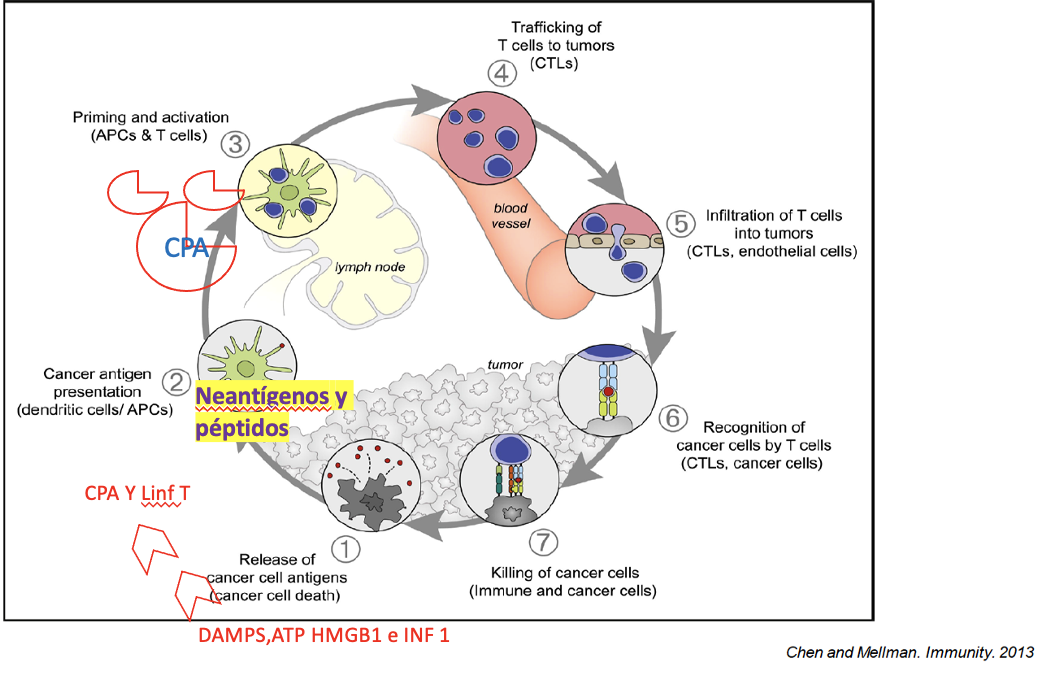 Trafficking of
T cells to tumors
(CTLs)
4
Priming and activation
(APCs & T cells)
3
CPA
lymph node
blood
vessel
5
Infiltration of T cells
into tumors
(CTLs, endothelial cells)
tumor
Cancer antigen
presentation
(dendritic cells/ APCs)
2
Neantígenos y
péptidos
6
Recognition of
cancer cells by T cells
(CTLs, cancer cells)
CPA Y Linf T
1
Release of
cancer cell antigens
(cancer cell death)
7
Killing of cancer cells
(Immune and cancer cells)
DAMPS,ATP HMGB1 e INF 1
Chen and Mellman. Immunity. 2013